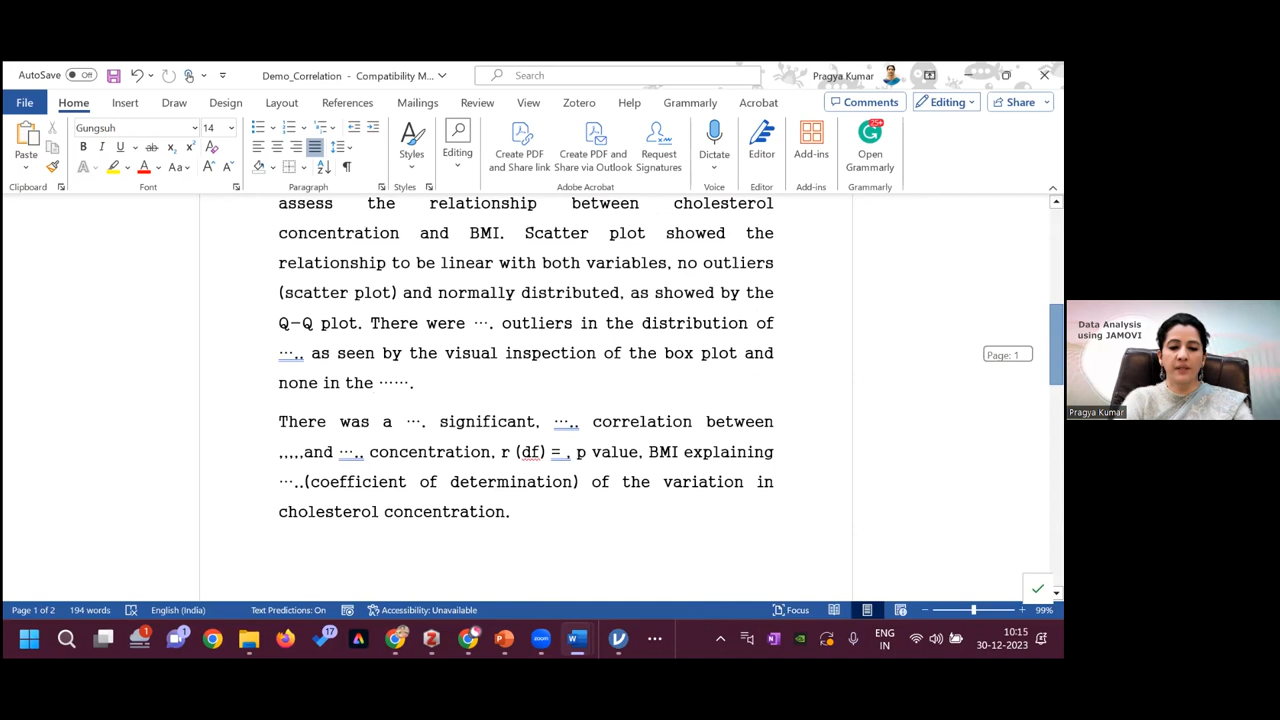 AutoSave Off Demo_Correlation - Compatibility M... Search Pragya Kumar
File Home Insert Draw Design Layout References Mailings Review View Zotero Help Grammarly Acrobat Comments Editing Share
Gungsuh 14
Paste Styles Editing Create PDF and Share link Create PDF and Share via Outlook Request Signatures Dictate Editor Add-ins Open Grammarly
Clipboard Font Paragraph Styles Adobe Acrobat Voice Editor Add-ins Grammarly
assess the relationship between cholesterol
concentration and BMI. Scatter plot showed the
relationship to be linear with both variables, no outliers
(scatter plot) and normally distributed, as showed by the
Q-Q plot. There were …. outliers in the distribution of
….. as seen by the visual inspection of the box plot and
none in the …….
There was a …. significant, ….. correlation between
.....and ….. concentration, r (df) = , p value, BMI explaining
…..(coefficient of determination) of the variation in
cholesterol concentration.
Page: 1
Data Analysis
using JAMOVI
Pragya Kumar
Page 1 of 2 194 words English (India) Text Predictions: On Accessibility: Unavailable Focus 99%
1 1 17 zoom ENG IN 10:15 30-12-2023